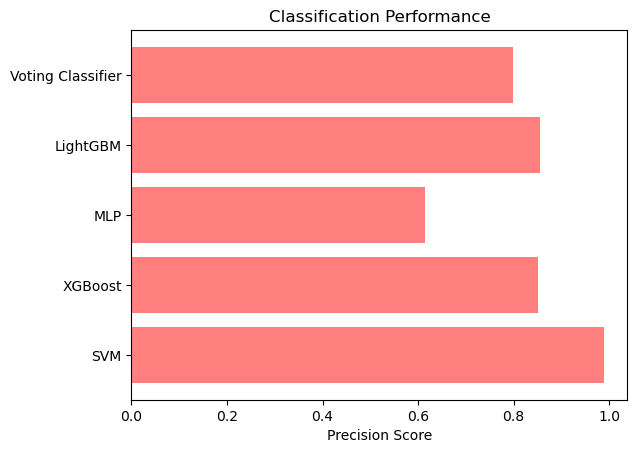 Classification Performance
Voting Classifier
LightGBM
MLP
XGBoost
SVM
0.0 0.2 0.4 0.6 0.8 1.0
Precision Score